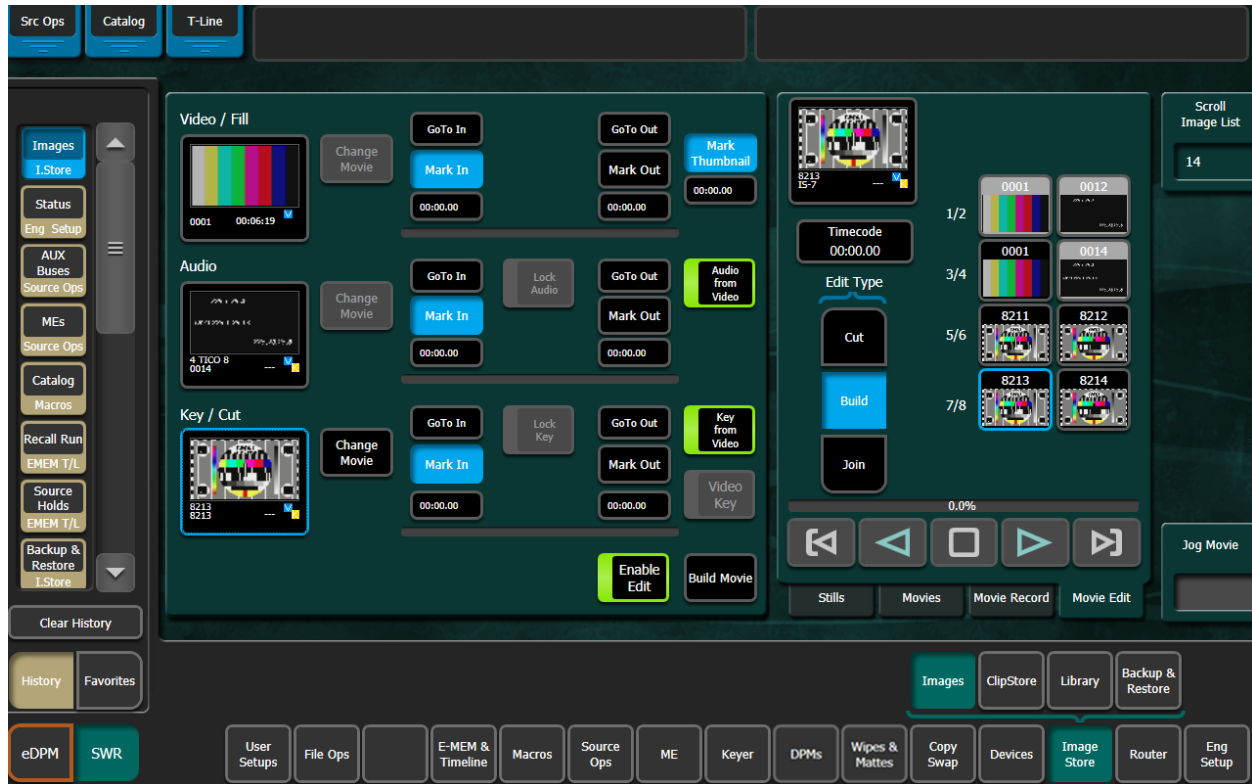 Src Ops
Catalog
T-Line
Images
I.Store
Status
Eng Setup
AUX
Buses
Source Ops
MEs
Source Ops
Catalog
Macros
Recall Run
EMEM T/L
Source
Holds
EMEM T/L
Backup &
Restore
I.Store
Clear History
History
Favorites
eDPM
SWR
Video / Fill
0001 00:06:19 V
Change
Movie
GoTo In
Mark In
00:00.00
GoTo Out
Mark Out
00:00.00
Mark
Thumbnail
00:00.00
Audio
4 TICO 8
0014 ---
V
Change
Movie
GoTo In
Mark In
00:00.00
Lock
Audio
GoTo Out
Mark Out
00:00.00
Audio
from
Video
Key / Cut
8213
8213 ---
V
Change
Movie
GoTo In
Mark In
00:00.00
Lock
Key
GoTo Out
Mark Out
00:00.00
Key
from
Video
Video
Key
Enable
Edit
Build Movie
8213
IS-7 ---
V
Timecode
00:00.00
Edit Type
Cut
Build
Join
1/2
0001
0012
3/4
0001
0014
5/6
8211
8212
7/8
8213
8214
0.0%
Stills
Movies
Movie Record
Movie Edit
Scroll
Image List
14
Jog Movie
Images
ClipStore
Library
Backup &
Restore
User
Setups
File Ops
E-MEM &
Timeline
Macros
Source
Ops
ME
Keyer
DPMs
Wipes &
Mattes
Copy
Swap
Devices
Image
Store
Router
Eng
Setup